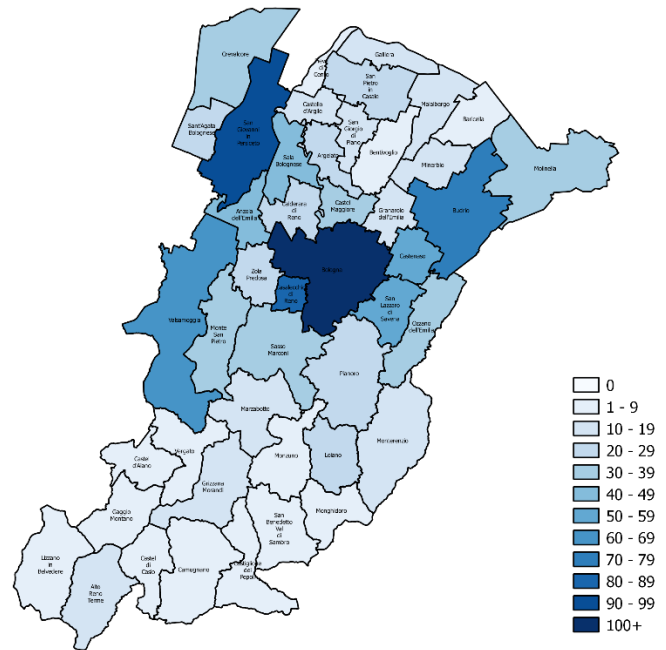 Crevalcore
Galliera
Pieve
di Cento
San
Pietro
in
Casale
Malalbergo
Castello
d'Argile
San
Giorgio
di
Piano
Baricella
Sant'Agata
Bolognese
San
Giovanni
in
Persiceto
Sala
Bolognese
Argelato
Bentivoglio
Minerbio
Molinella
Calderara
di
Reno
Castel
Maggiore
Granarolo
dell'Emilia
Budrio
Anzola
dell'Emilia
Bologna
Castenaso
Zola
Predosa
Casalecchio
di Reno
San
Lazzaro
di
Savena
Valsamoggia
Monte
San
Pietro
Ozzano
dell'Emilia
Sasso
Marconi
Pianoro
Marzabotto
Monterenzio
Vergato
Monzuno
Loiano
Castel
d'Aiano
Grizzana
Morandi
Gaggio
Montano
San
Benedetto
Val
di
Sambro
Monghidoro
Lizzano
in
Belvedere
Castel
di
Casio
Camugnano
Castiglione
dei
Pepoli
Alto
Reno
Terme
0
1 - 9
10 - 19
20 - 29
30 - 39
40 - 49
50 - 59
60 - 69
70 - 79
80 - 89
90 - 99
100+